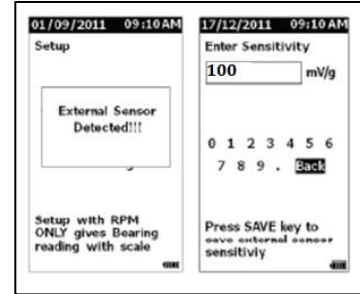 01/09/2011 09:10AM
Setup
External Sensor
Detected!!!
Setup with RPM
ONLY gives Bearing
reading with scale
17/12/2011 09:10AM
Enter Sensitivity
100 mV/g
0 1 2 3 4 5 6
7 8 9 . Back
Press SAVE key to
save external sensor
sensitivly